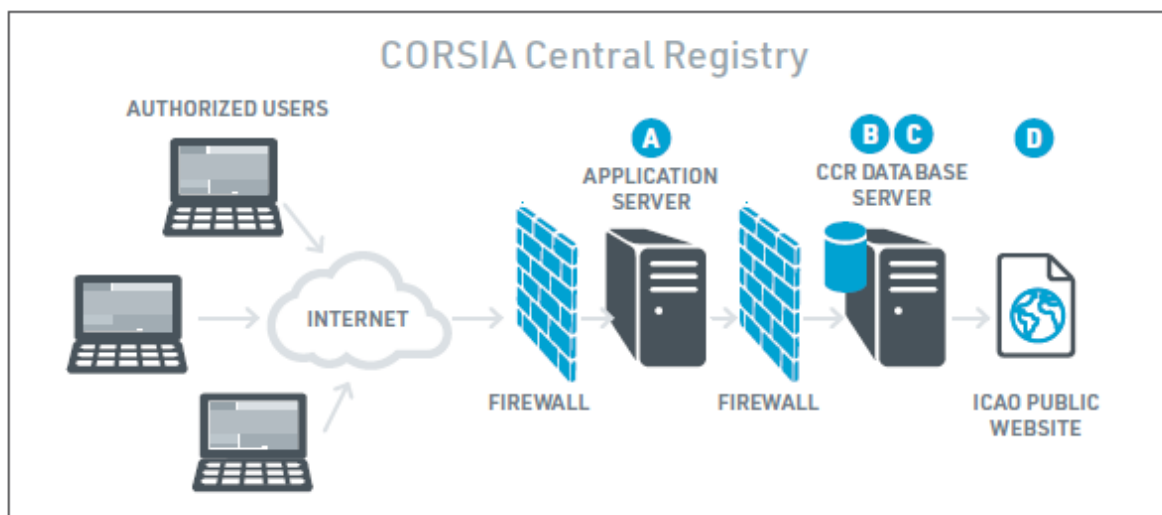 CORSIA Central Registry
AUTHORIZED USERS
A
B C
D
APPLICATION
SERVER
CCR DATABASE
SERVER
INTERNET
FIREWALL
FIREWALL
ICAO PUBLIC
WEBSITE